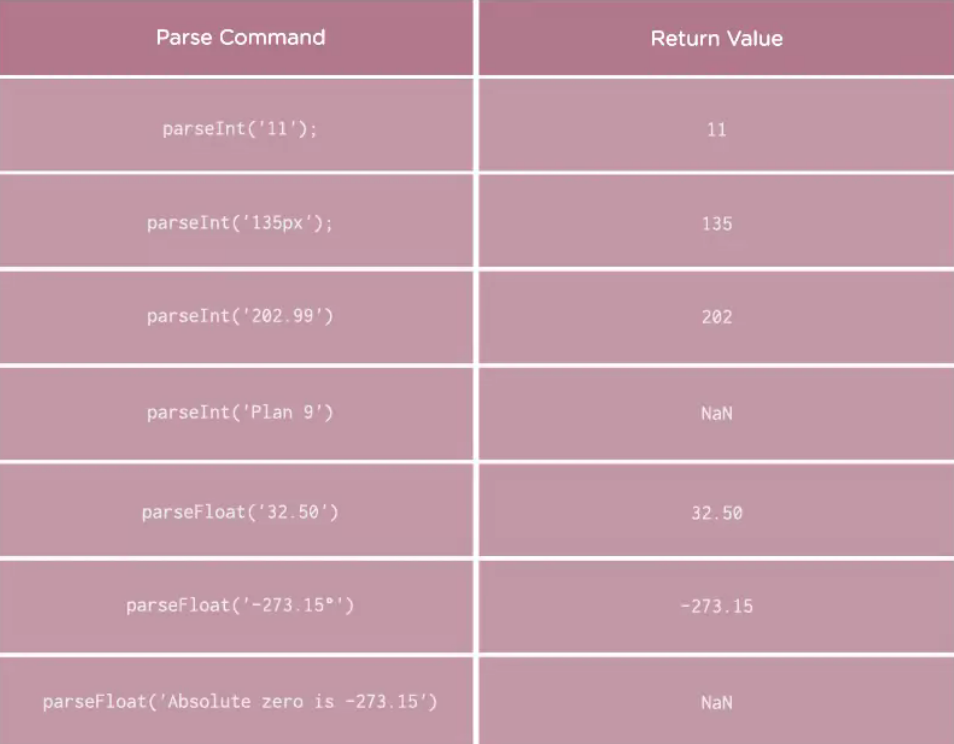 Parse Command Return Value
parseInt('11'); 11
parseInt('135px'); 135
parseInt('202.99') 202
parseInt('Plan 9') NaN
parseFloat('32.50') 32.50
parseFloat('-273.15°') -273.15
parseFloat('Absolute zero is -273.15') NaN